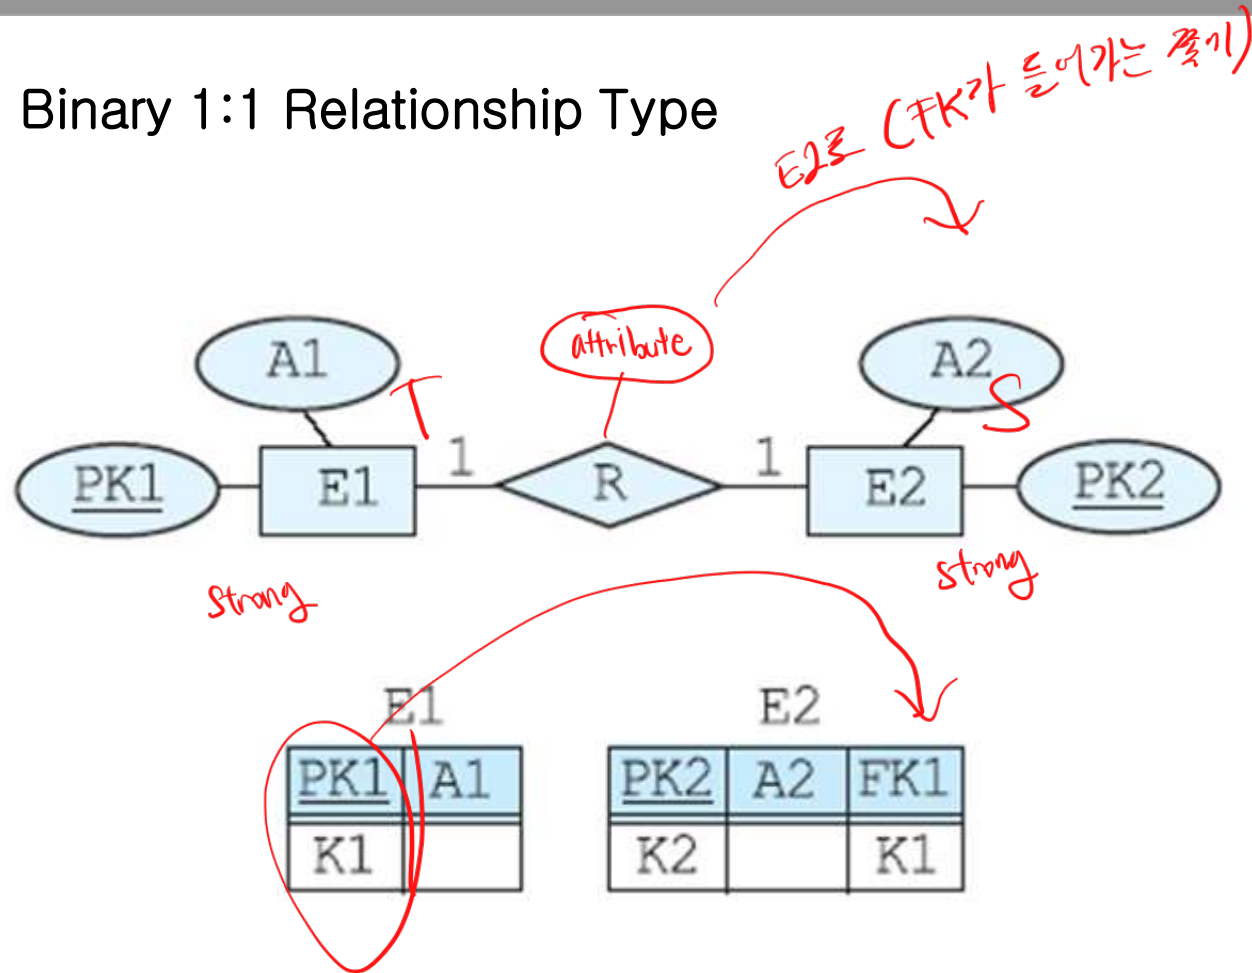 Binary 1:1 Relationship Type
E2로 (FK가 들어가는 쪽기)
attribute
A1
A2
T
S
PK1
E1
1
R
1
E2
PK2
strong
strong
E1
E2
PK1 A1
PK2 A2 FK1
K1
K2 K1